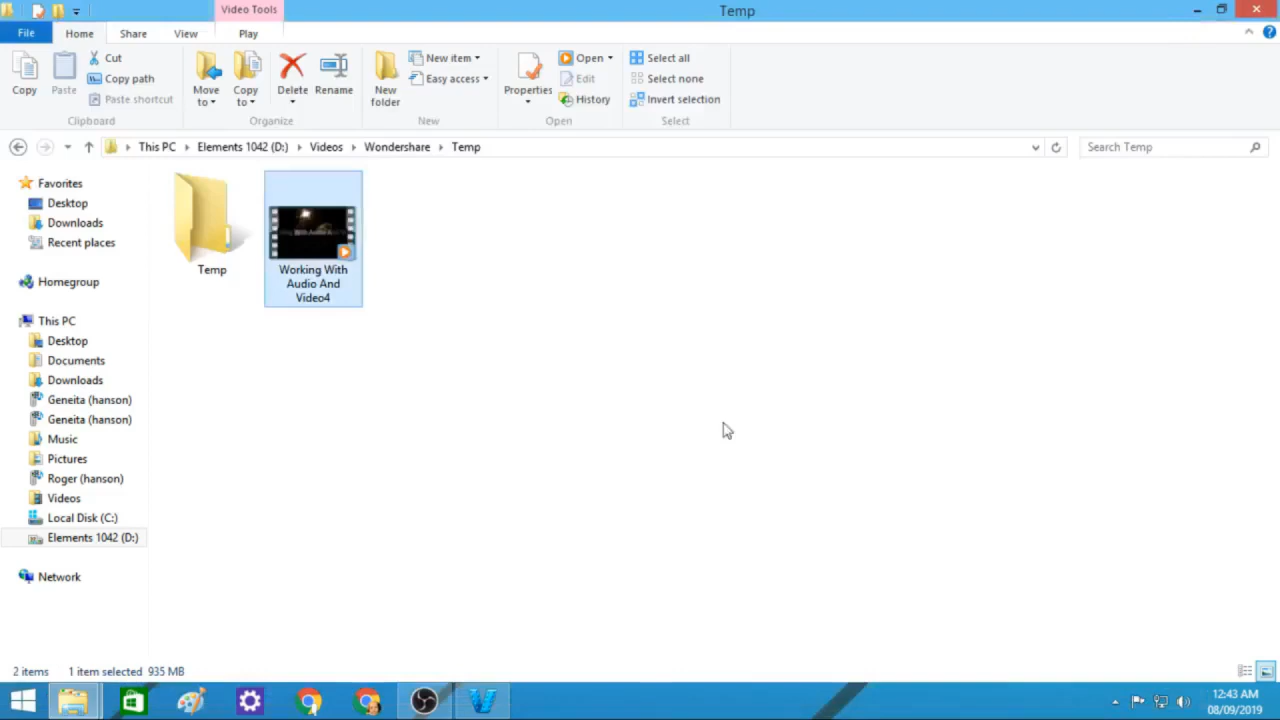 Video Tools
Temp
File
Home
Share
View
Play
Copy
Paste
Cut
Copy path
Paste shortcut
Clipboard
Move to
Copy to
Delete
Rename
Organize
New folder
New item
Easy access
New
Properties
Open
Edit
History
Open
Select all
Select none
Invert selection
Select
This PC
Elements 1042 (D:)
Videos
Wondershare
Temp
Search Temp
Favorites
Desktop
Downloads
Recent places
Homegroup
This PC
Desktop
Documents
Downloads
Geneita (hanson)
Geneita (hanson)
Music
Pictures
Roger (hanson)
Videos
Local Disk (C:)
Elements 1042 (D:)
Network
Temp
Working With
Audio And
Video4
2 items
1 item selected 935 MB
12:43 AM
08/09/2019